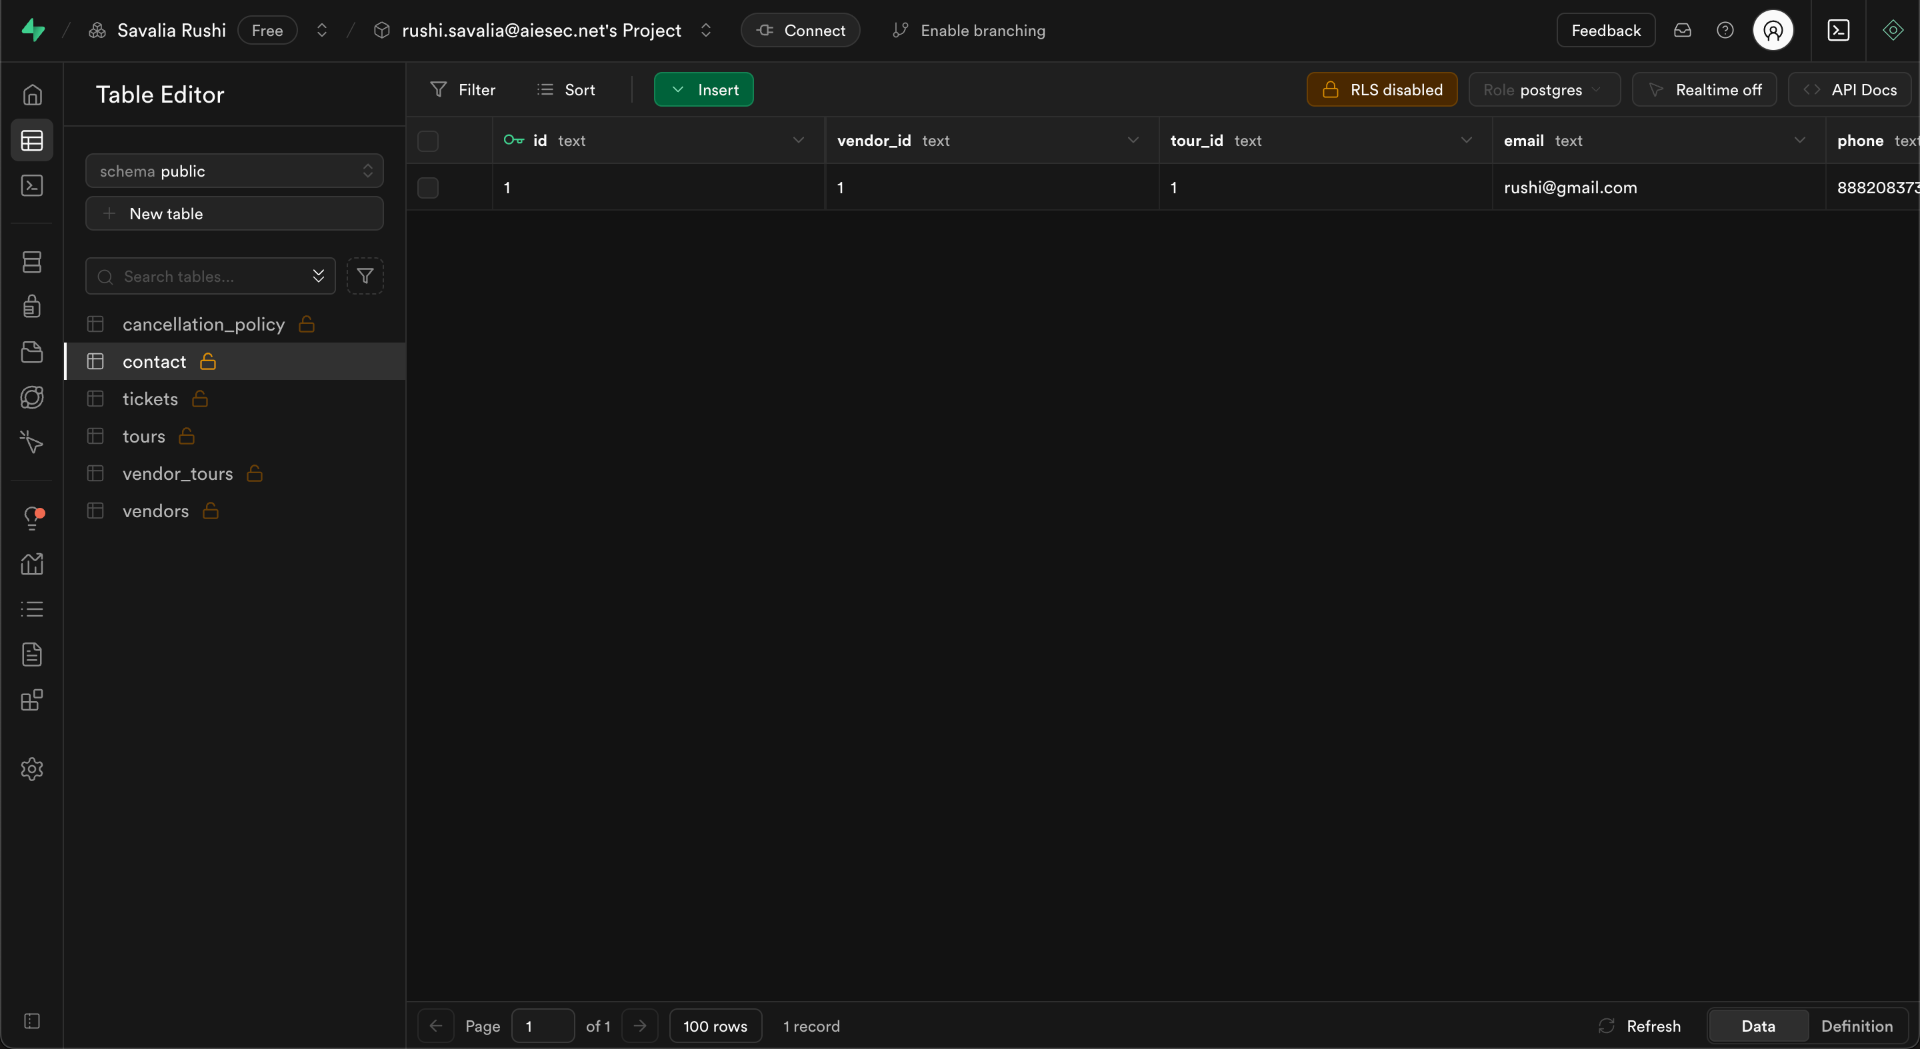 Savalia Rushi Free rushi.savalia@aiesec.net's Project Connect Enable branching Feedback
Table Editor
schema public
New table
Search tables...
cancellation_policy
contact
tickets
tours
vendor_tours
vendors
Filter Sort Insert RLS disabled Role postgres Realtime off API Docs
id text vendor_id text tour_id text email text phone text
1 1 1 rushi@gmail.com 888208373
Page 1 of 1 100 rows 1 record Refresh Data Definition